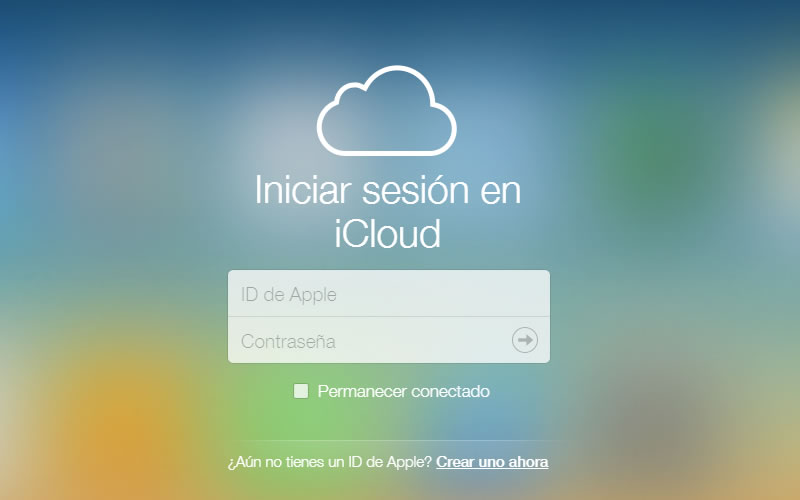 Iniciar sesión en
iCloud
ID de Apple
Contraseña
Permanecer conectado
¿Aún no tienes un ID de Apple? Crear uno ahora